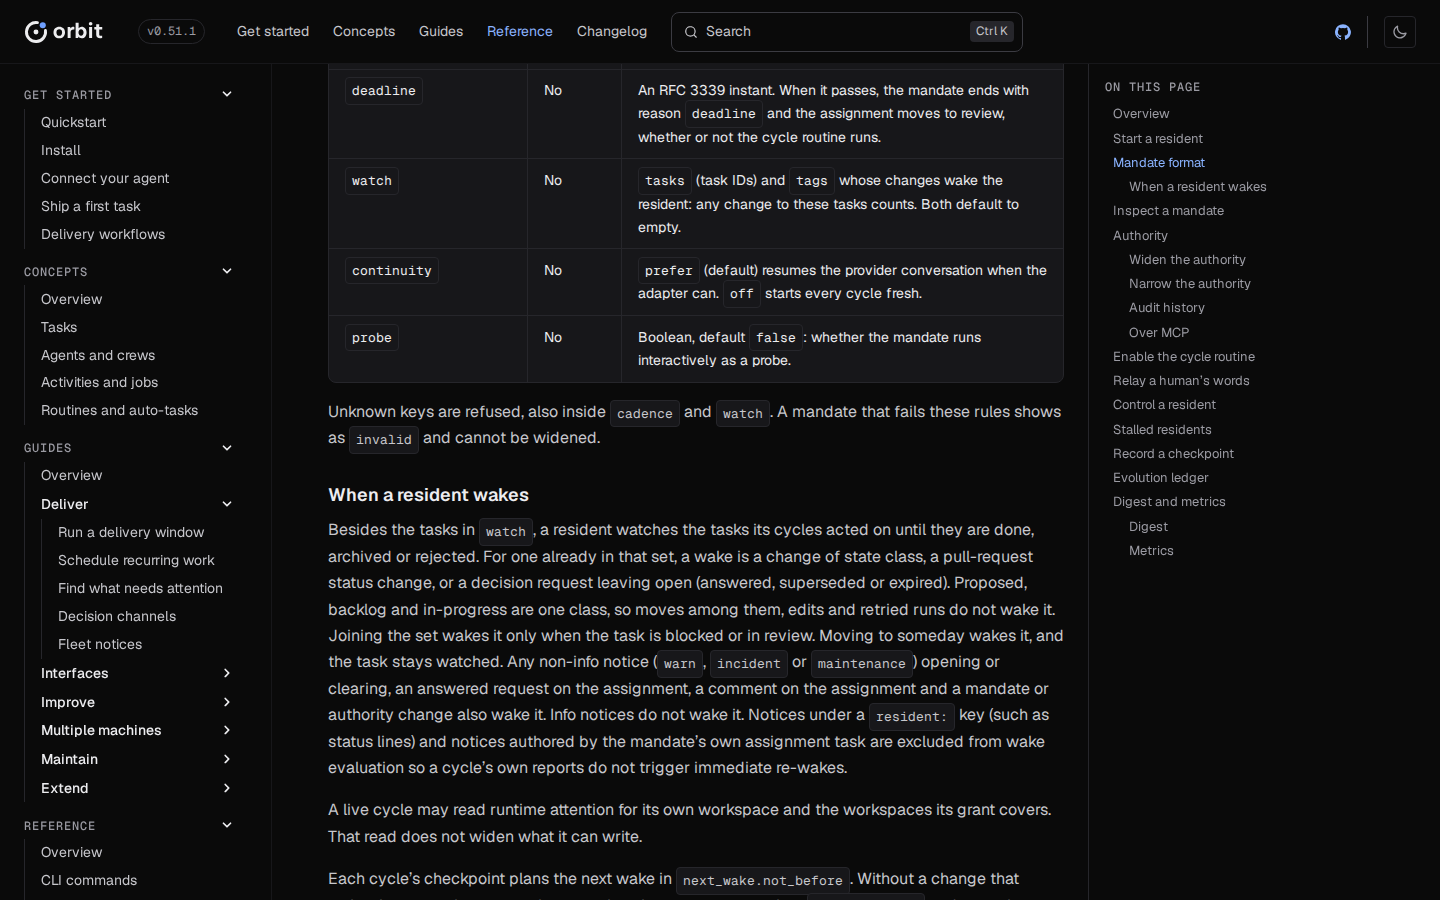 orbit
v0.51.1
Get started
Concepts
Guides
Reference
Changelog
Search
Ctrl K
GET STARTED
Quickstart
Install
Connect your agent
Ship a first task
Delivery workflows
CONCEPTS
Overview
Tasks
Agents and crews
Activities and jobs
Routines and auto-tasks
GUIDES
Overview
Deliver
Run a delivery window
Schedule recurring work
Find what needs attention
Decision channels
Fleet notices
Interfaces
Improve
Multiple machines
Maintain
Extend
REFERENCE
Overview
CLI commands
deadline
No
An RFC 3339 instant. When it passes, the mandate ends with
reason deadline and the assignment moves to review,
whether or not the cycle routine runs.
watch
No
tasks (task IDs) and tags whose changes wake the
resident: any change to these tasks counts. Both default to
empty.
continuity
No
prefer (default) resumes the provider conversation when the
adapter can. off starts every cycle fresh.
probe
No
Boolean, default false: whether the mandate runs
interactively as a probe.
Unknown keys are refused, also inside cadence and watch. A mandate that fails these rules shows
as invalid and cannot be widened.
When a resident wakes
Besides the tasks in watch, a resident watches the tasks its cycles acted on until they are done,
archived or rejected. For one already in that set, a wake is a change of state class, a pull-request
status change, or a decision request leaving open (answered, superseded or expired). Proposed,
backlog and in-progress are one class, so moves among them, edits and retried runs do not wake it.
Joining the set wakes it only when the task is blocked or in review. Moving to someday wakes it, and
the task stays watched. Any non-info notice (warn, incident or maintenance) opening or
clearing, an answered request on the assignment, a comment on the assignment and a mandate or
authority change also wake it. Info notices do not wake it. Notices under a resident: key (such as
status lines) and notices authored by the mandate's own assignment task are excluded from wake
evaluation so a cycle's own reports do not trigger immediate re-wakes.
A live cycle may read runtime attention for its own workspace and the workspaces its grant covers.
That read does not widen what it can write.
Each cycle's checkpoint plans the next wake in next_wake.not_before. Without a change that
ON THIS PAGE
Overview
Start a resident
Mandate format
When a resident wakes
Inspect a mandate
Authority
Widen the authority
Narrow the authority
Audit history
Over MCP
Enable the cycle routine
Relay a human's words
Control a resident
Stalled residents
Record a checkpoint
Evolution ledger
Digest and metrics
Digest
Metrics